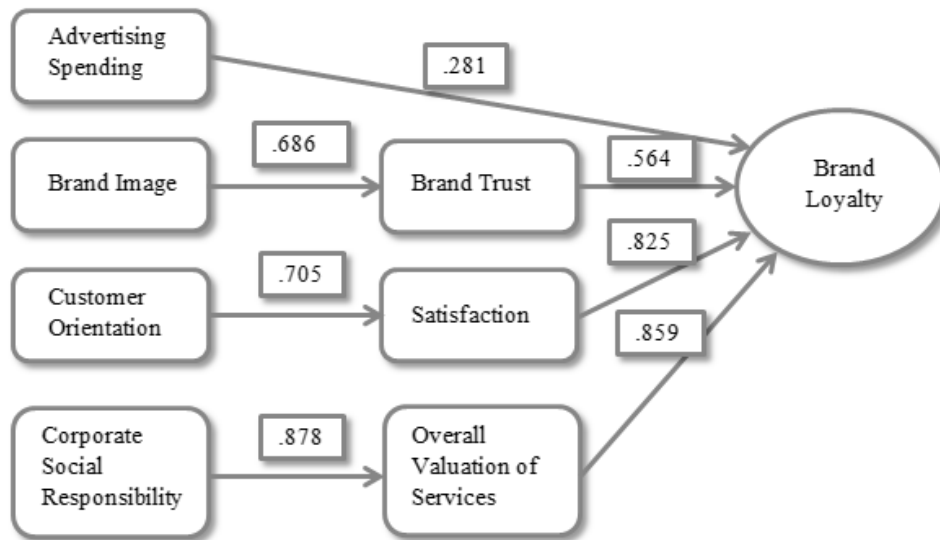 Advertising
Spending
.281
Brand Image
.686
Brand Trust
.564
Brand
Loyalty
Customer
Orientation
.705
Satisfaction
.825
.859
Corporate
Social
Responsibility
.878
Overall
Valuation of
Services